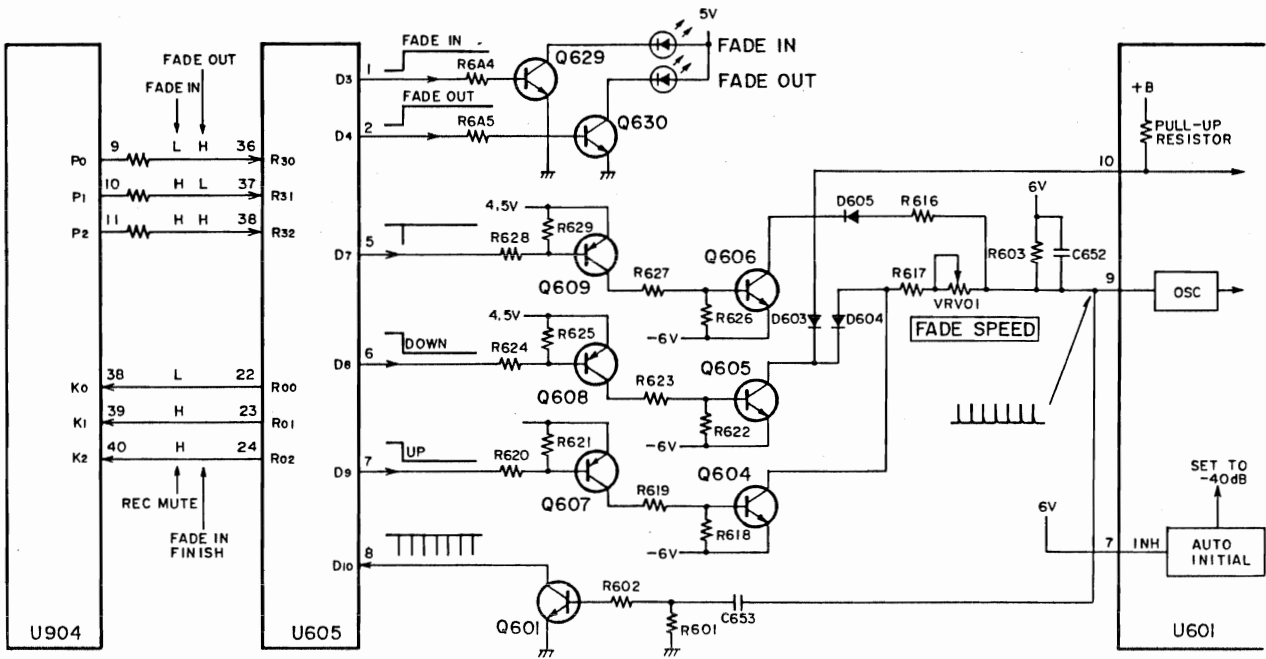 FADE OUT
FADE IN
U904
P0
P1
P2
K0
K1
K2
9
10
11
38
39
40
L H
H L
H H
L
H
H
REC MUTE
FADE IN
FINISH
36
37
38
22
23
24
U605
R30
R31
R32
R00
R01
R02
D3
D4
D7
D8
D9
D10
1
2
5
6
7
8
FADE IN
R6A4
Q629
5V
FADE IN
FADE OUT
R6A5
Q630
FADE OUT
4,5V
R629
R628
Q609
R627
Q606
R626
-6V
D605
R616
D603
D604
R617
VRV01
FADE SPEED
6V
R603
C652
DOWN
4,5V
R625
R624
Q608
R623
Q605
R622
-6V
UP
R621
R620
Q607
R619
Q604
R618
-6V
Q601
R602
R601
C653
+B
PULL-UP
RESISTOR
10
9
OSC
SET TO
-40dB
6V
7
INH
AUTO
INITIAL
U601